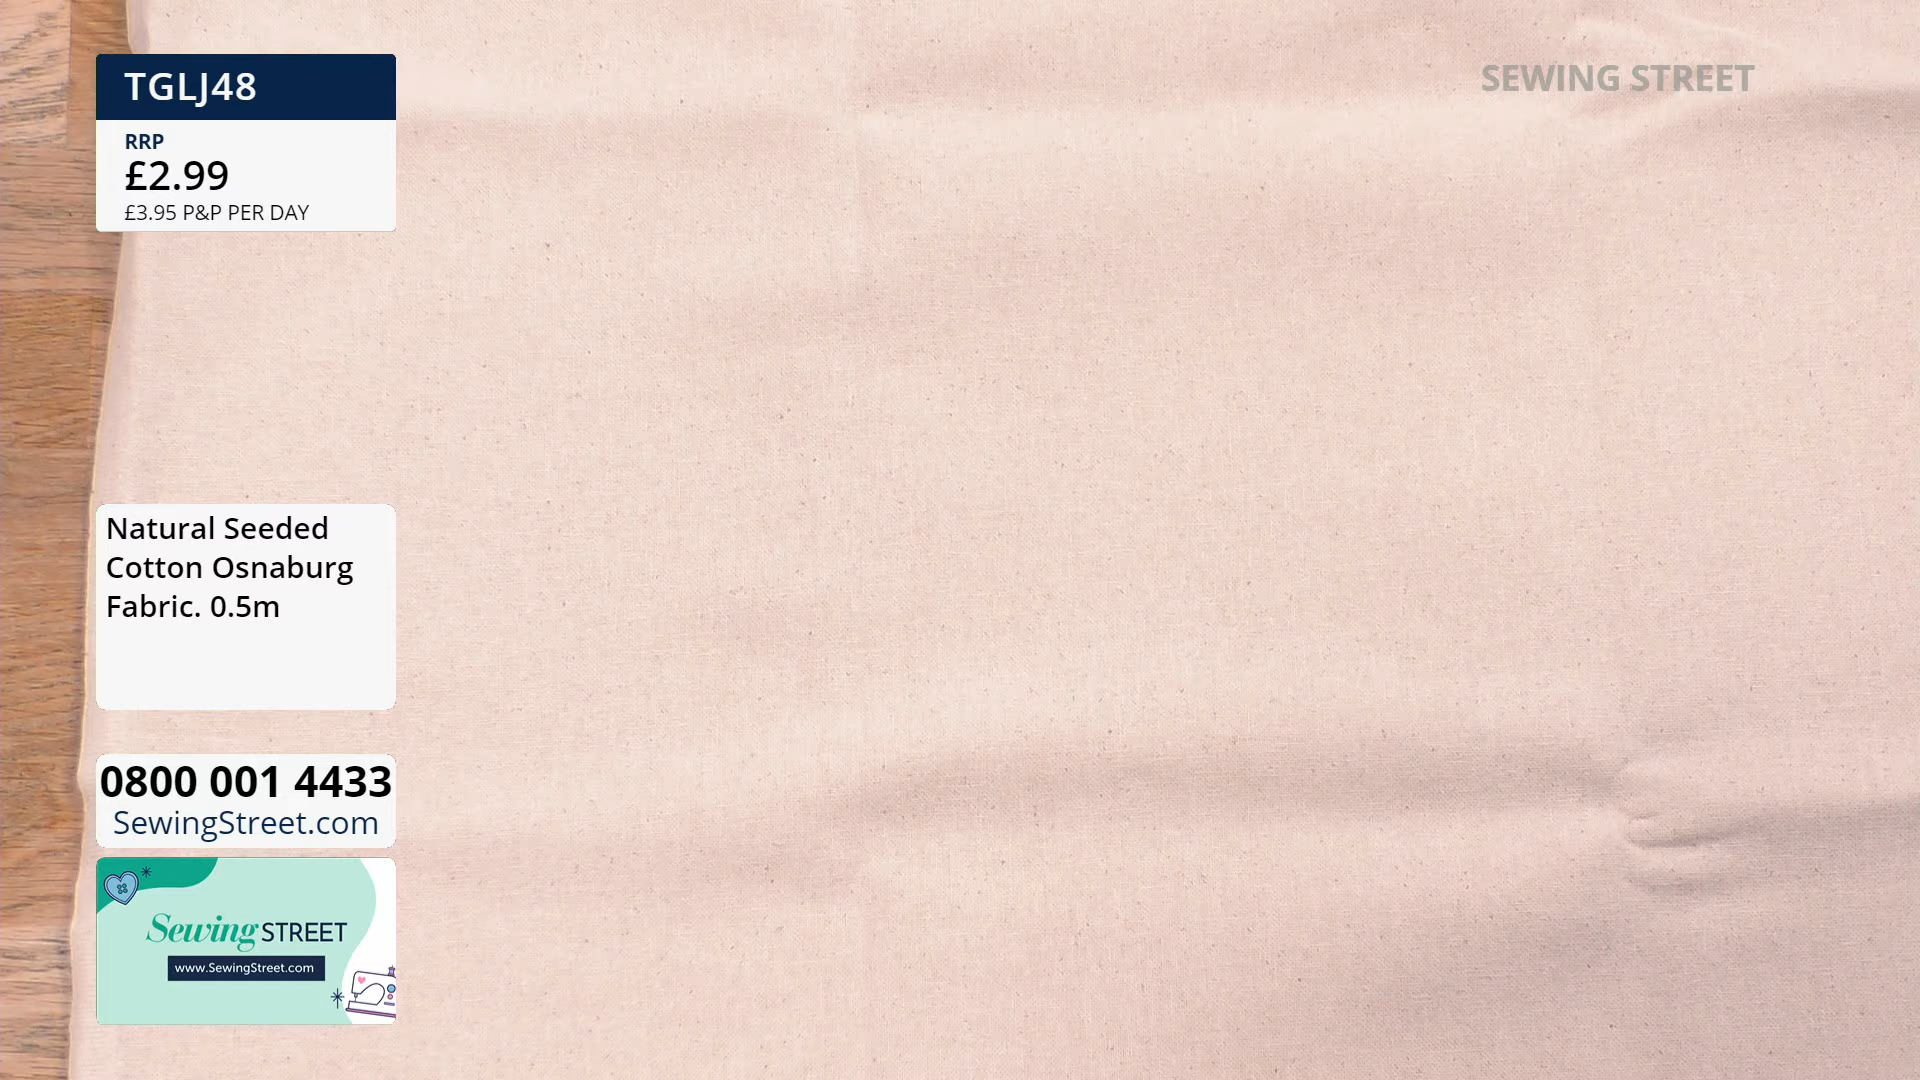 TGLJ48
RRP
£2.99
£3.95 P&P PER DAY
SEWING STREET
Natural Seeded
Cotton Osnaburg
Fabric. 0.5m
0800 001 4433
SewingStreet.com
Sewing STREET
www.SewingStreet.com